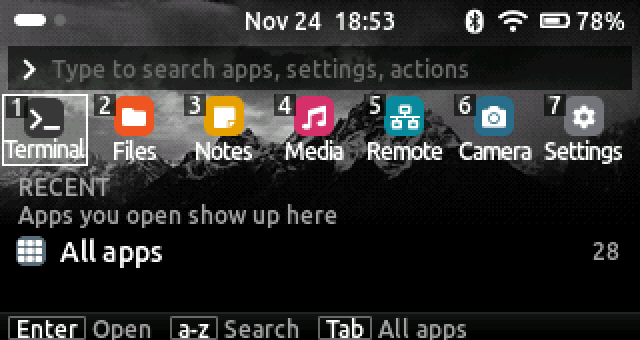 Nov 24 18:53 78%
Type to search apps, settings, actions
1 2 3 4 5 6 7
Terminal Files Notes Media Remote Camera Settings
RECENT
Apps you open show up here
All apps 28
Enter Open a-z Search Tab All apps